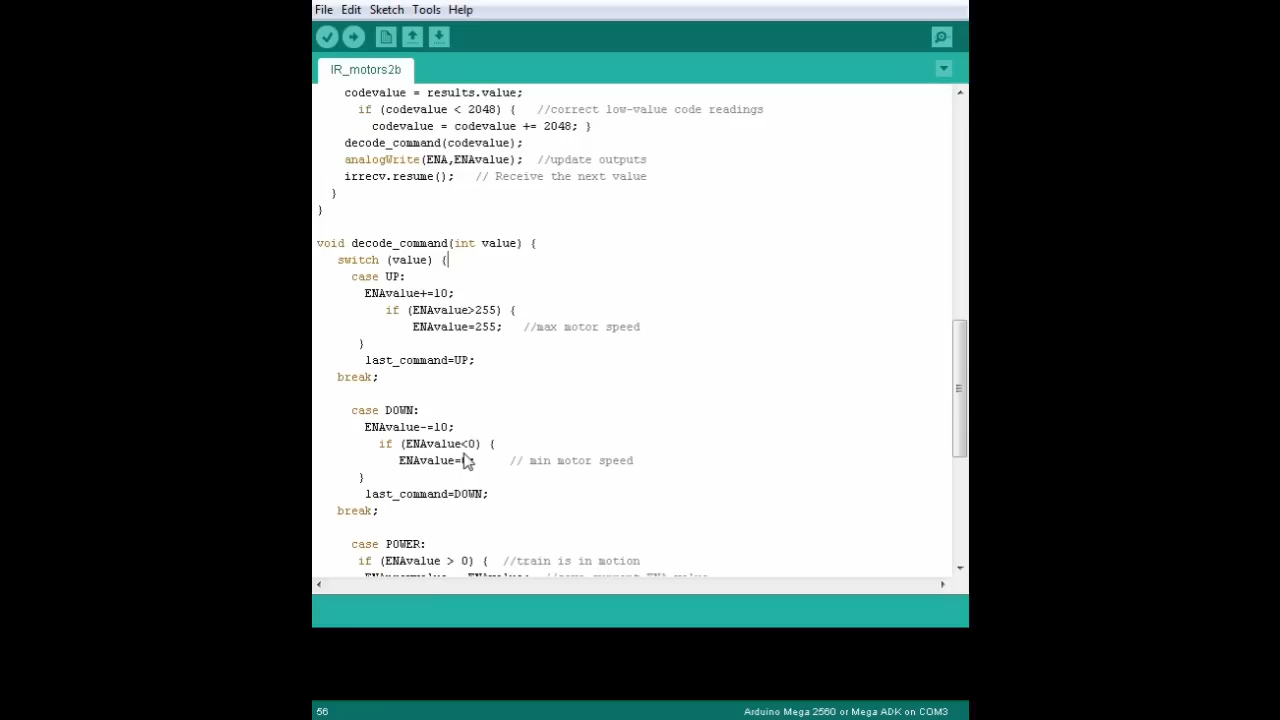 File Edit Sketch Tools Help
IR_motors2b
codevalue = results.value;
if (codevalue < 2048) { //correct low-value code readings
codevalue = codevalue += 2048; }
decode_command(codevalue);
analogWrite(ENA,ENAvalue); //update outputs
irrecv.resume(); // Receive the next value
}
}
void decode_command(int value) {
switch (value) {
case UP:
ENAvalue+=10;
if (ENAvalue>255) {
ENAvalue=255; //max motor speed
}
last_command=UP;
break;
case DOWN:
ENAvalue-=10;
if (ENAvalue<0) {
ENAvalue= // min motor speed
}
last_command=DOWN;
break;
case POWER:
if (ENAvalue > 0) { //train is in motion
56
Arduino Mega 2560 or Mega ADK on COM3